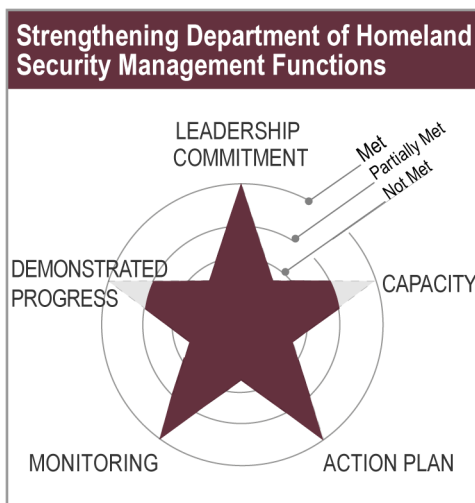 Strengthening Department of Homeland
Security Management Functions
LEADERSHIP
COMMITMENT
Met
Partially Met
Not Met
DEMONSTRATED
PROGRESS
CAPACITY
MONITORING
ACTION PLAN